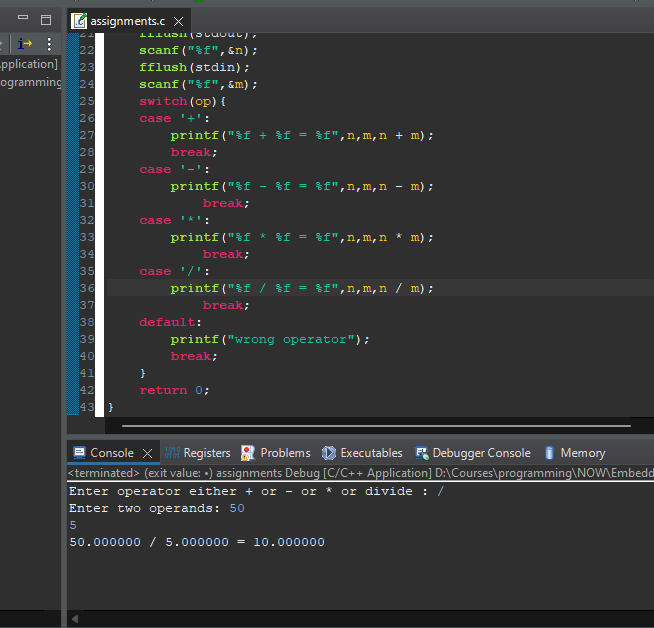 assignments.c
pplication]
ogramming
21 fflush(stdout);
22 scanf("%f",&n);
23 fflush(stdin);
24 scanf("%f",&m);
25 switch(op){
26 case '+':
27 printf("%f + %f = %f",n,m,n + m);
28 break;
29 case '-':
30 printf("%f - %f = %f",n,m,n - m);
31 break;
32 case '*':
33 printf("%f * %f = %f",n,m,n * m);
34 break;
35 case '/':
36 printf("%f / %f = %f",n,m,n / m);
37 break;
38 default:
39 printf("wrong operator");
40 break;
41 }
42 return 0;
43 }
Console Registers Problems Executables Debugger Console Memory
<terminated> (exit value: •) assignments Debug [C/C++ Application] D:\Courses\programming\NOW\Embedd
Enter operator either + or - or * or divide : /
Enter two operands: 50
5
50.000000 / 5.000000 = 10.000000